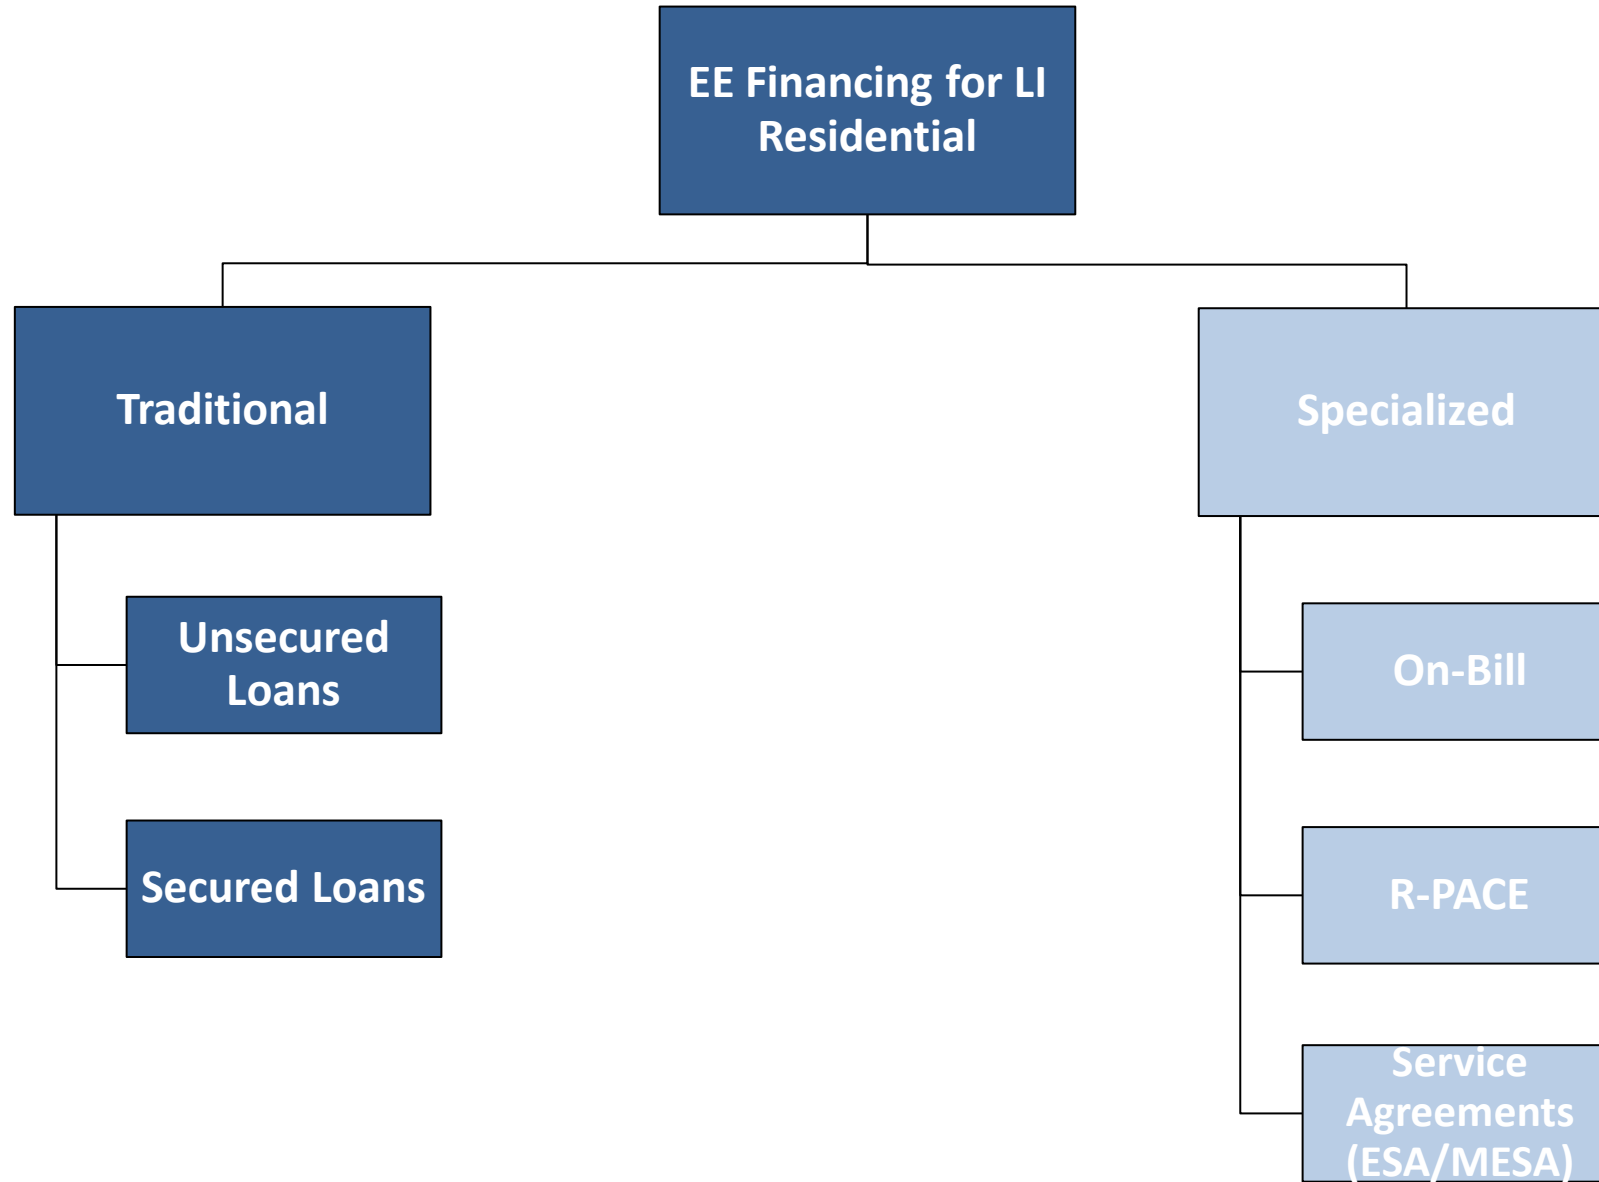 EE Financing for LI
Residential
Traditional
Specialized
Unsecured
Loans
On-Bill
Secured Loans
R-PACE
Service
Agreements
(ESA/MESA)